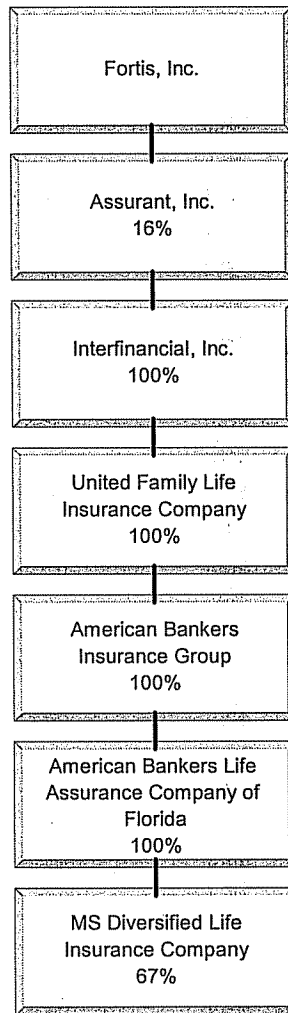 Fortis, Inc.
Assurant, Inc.
16%
Interfinancial, Inc.
100%
United Family Life
Insurance Company
100%
American Bankers
Insurance Group
100%
American Bankers Life
Assurance Company of
Florida
100%
MS Diversified Life
Insurance Company
67%